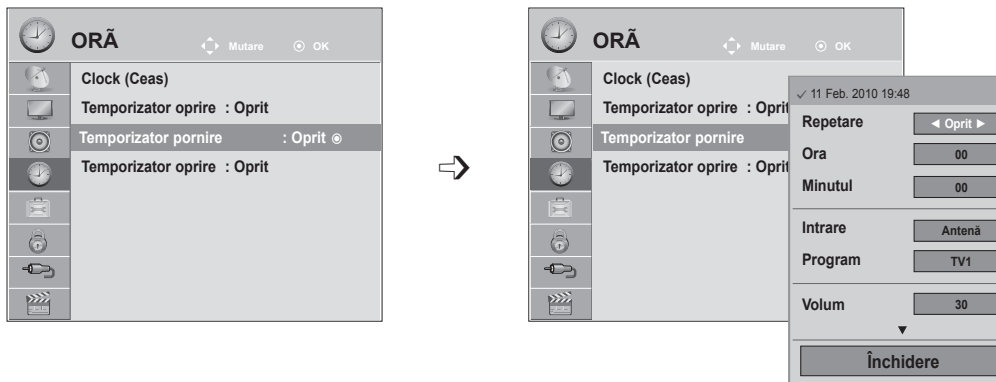 ORÃ
Mutare OK
Clock (Ceas)
Temporizator oprire : Oprit
Temporizator pornire : Oprit
Temporizator oprire : Oprit
ORÃ
Mutare OK
Clock (Ceas)
Temporizator oprire : Oprit
Temporizator pornire
Temporizator oprire : Oprit
✓ 11 Feb. 2010 19:48
Repetare ◄ Oprit ►
Ora 00
Minutul 00
Intrare Antenă
Program TV1
Volum 30
▼
Închidere